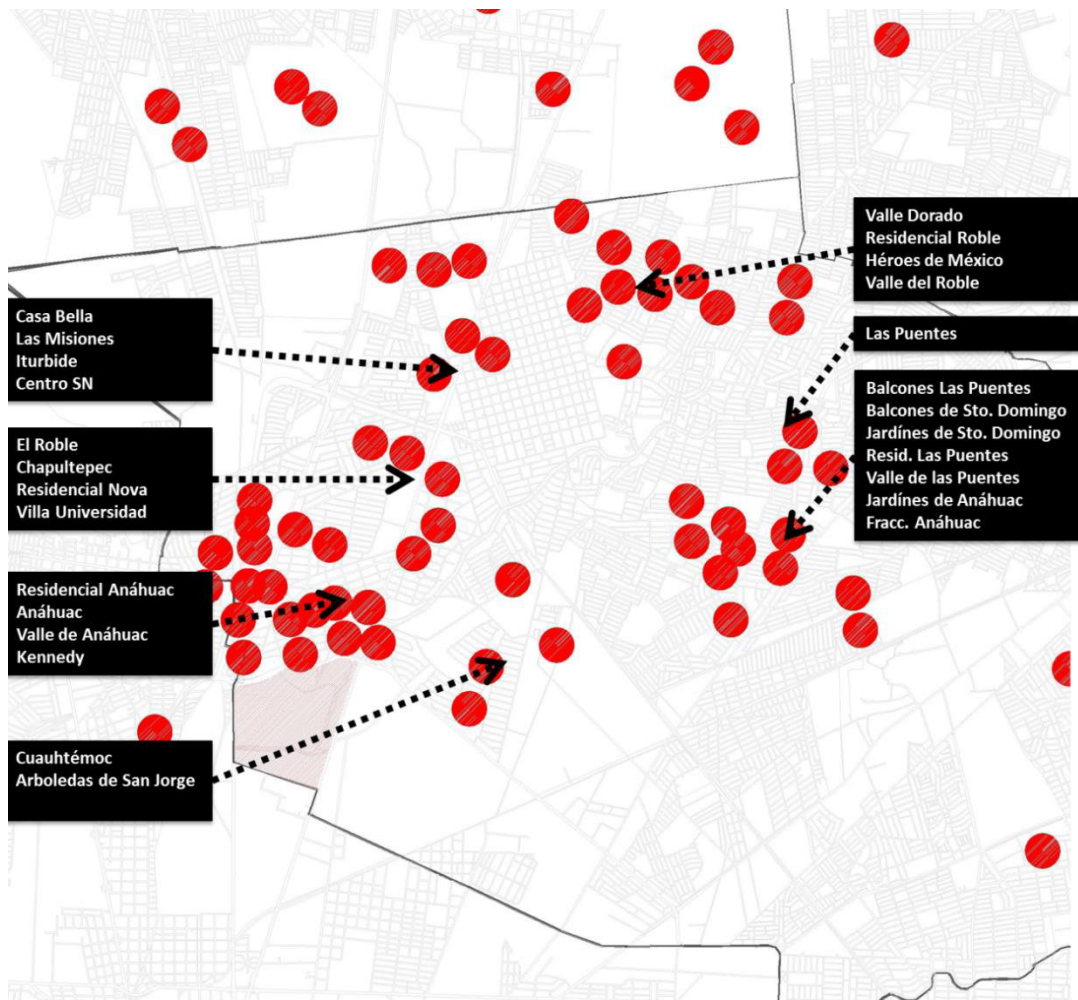 Casa Bella
Las Misiones
Iturbide
Centro SN
El Roble
Chapultepec
Residencial Nova
Villa Universidad
Residencial Anáhuac
Anáhuac
Valle de Anáhuac
Kennedy
Cuauhtémoc
Arboledas de San Jorge
Valle Dorado
Residencial Roble
Héroes de México
Valle del Roble
Las Puentes
Balcones Las Puentes
Balcones de Sto. Domingo
Jardínes de Sto. Domingo
Resid. Las Puentes
Valle de las Puentes
Jardínes de Anáhuac
Fracc. Anáhuac